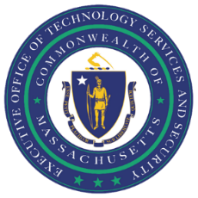 EXECUTIVE OFFICE OF TECHNOLOGY SERVICES AND SECURITY
COMMONWEALTH OF
MASSACHUSETTS